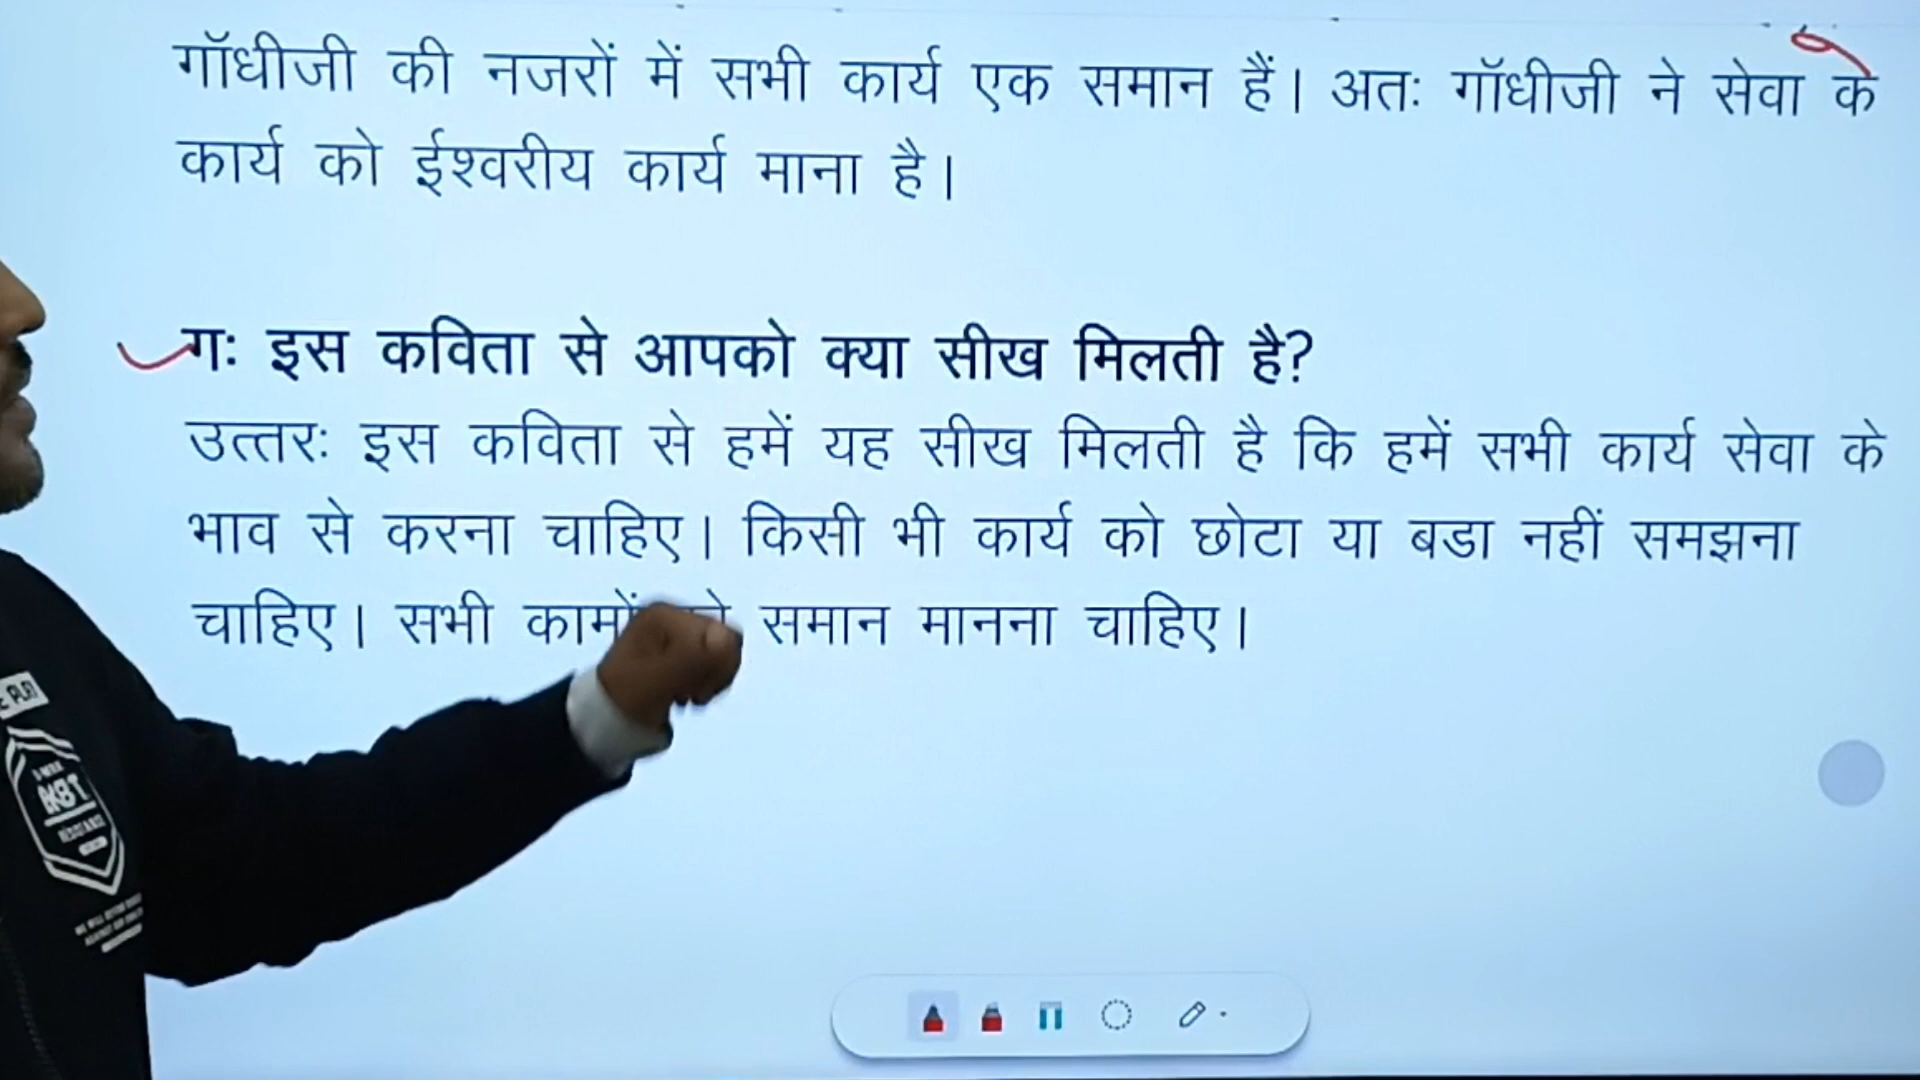 गॉधीजी की नजरों में सभी कार्य एक समान हैं। अतः गॉधीजी ने सेवा के
कार्य को ईश्वरीय कार्य माना है।
गः इस कविता से आपको क्या सीख मिलती है?
उत्तरः इस कविता से हमें यह सीख मिलती है कि हमें सभी कार्य सेवा के
भाव से करना चाहिए। किसी भी कार्य को छोटा या बडा नहीं समझना
चाहिए। सभी कामों समान मानना चाहिए।